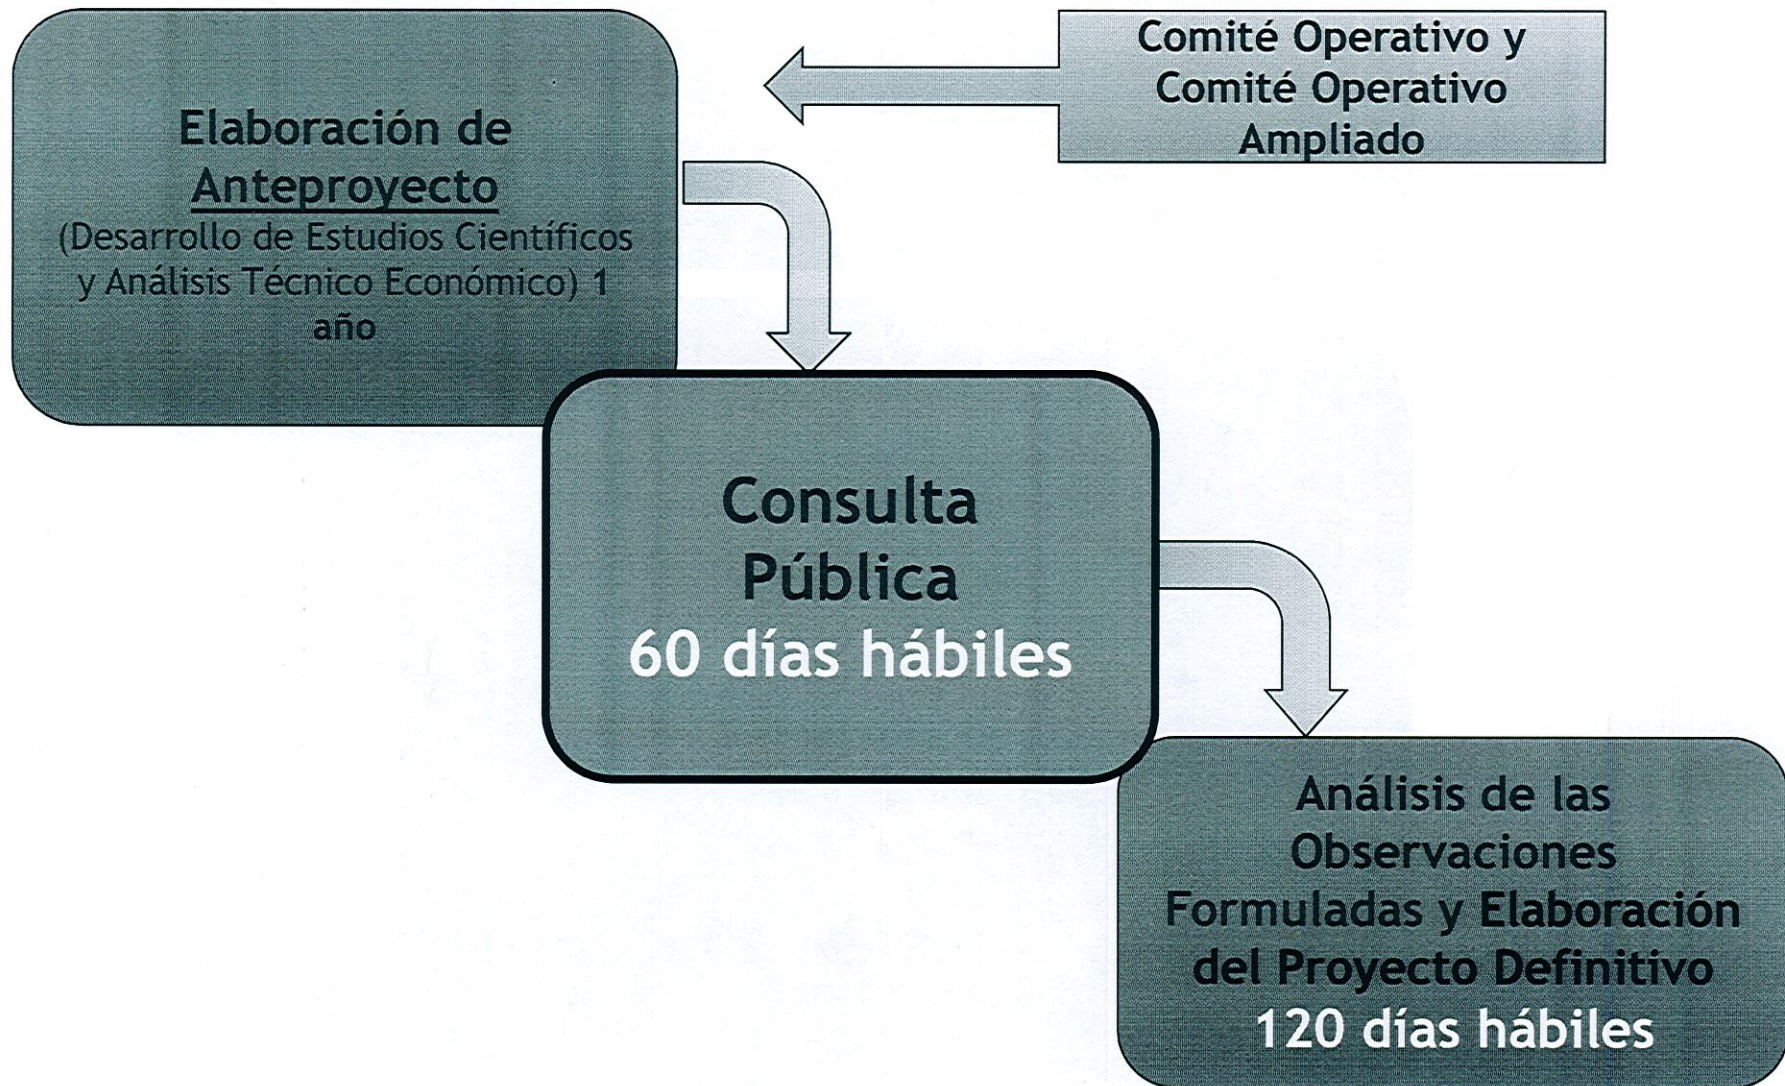 Elaboración de
Anteproyecto
(Desarrollo de Estudios Científicos
y Análisis Técnico Económico) 1
año
Comité Operativo y
Comité Operativo
Ampliado
Consulta
Pública
60 días hábiles
Análisis de las
Observaciones
Formuladas y Elaboración
del Proyecto Definitivo
120 días hábiles